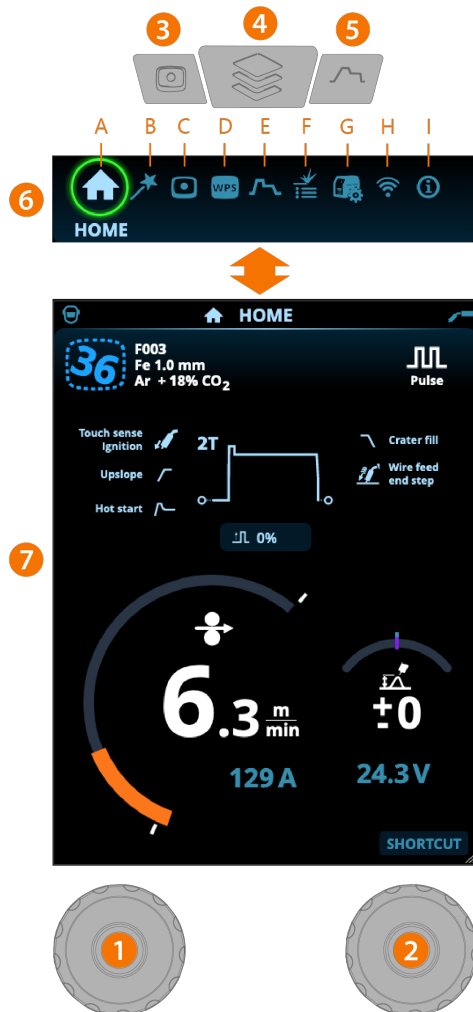 3 4 5
A B C D E F G H I
6
WPS
HOME
HOME
36
F003
Fe 1.0 mm
Ar + 18% CO2
Pulse
Touch sense
Ignition
2T
Crater fill
Upslope
Wire feed
end step
Hot start
0%
7
6.3 m/min
±0
129 A
24.3 V
SHORTCUT
1 2